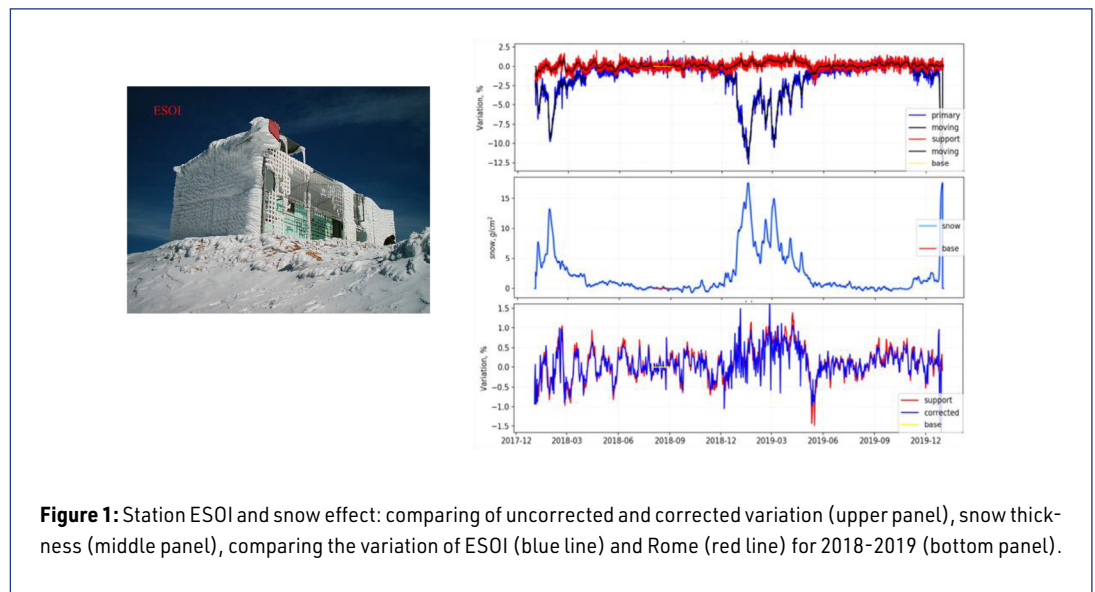 ESOI
2.5
0.0
−2.5
−5.0
−7.5
−10.0
−12.5
Variation, %
primary
moving
support
moving
base
15
10
5
0
snow, g/cm²
snow
base
1.5
1.0
0.5
0.0
−0.5
−1.0
−1.5
Variation, %
support
corrected
base
2017-12 2018-03 2018-06 2018-09 2018-12 2019-03 2019-06 2019-09 2019-12
Figure 1: Station ESOI and snow effect: comparing of uncorrected and corrected variation (upper panel), snow thick-
ness (middle panel), comparing the variation of ESOI (blue line) and Rome (red line) for 2018-2019 (bottom panel).